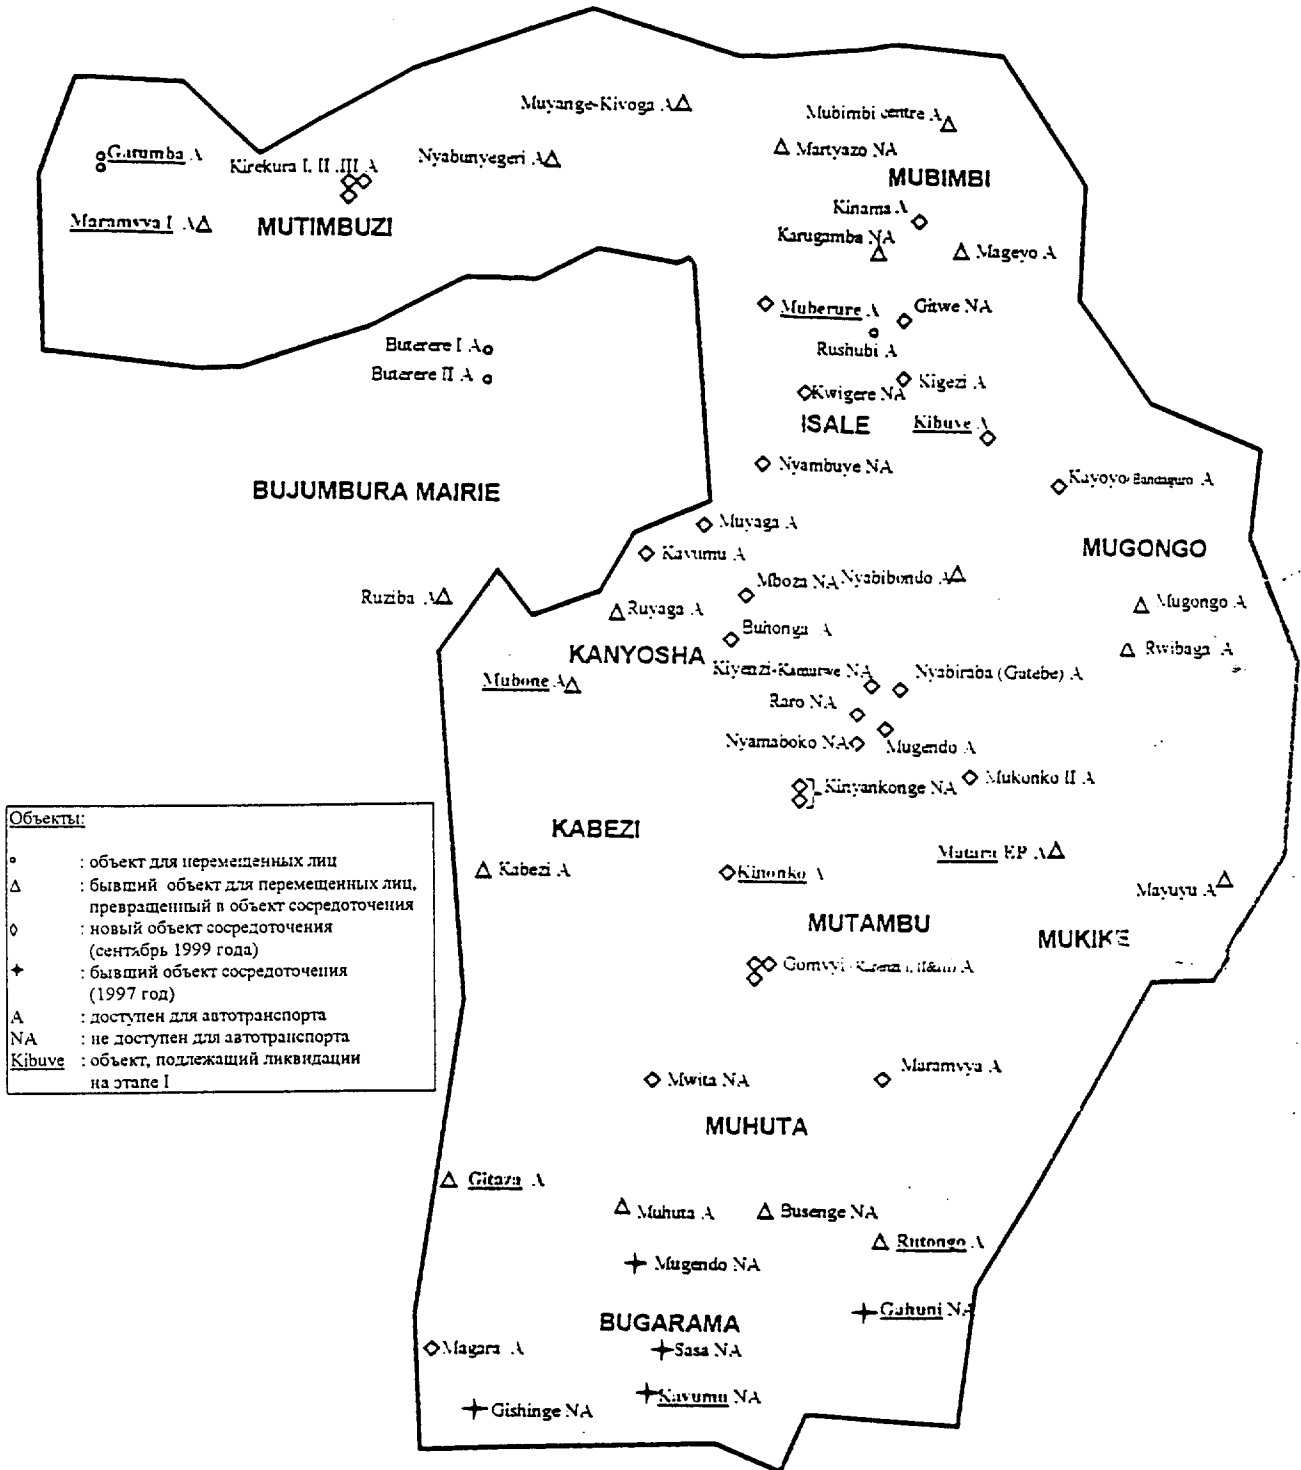 Muyange-Kivoga A
Mubimbi centre A
Martyazo NA
Gatumba A
Kirekura I, II .III A
Nyabunyegeri A
MUBIMBI
Kinama A
Maramvya I A
MUTIMBUZI
Karugamba NA
Mageyo A
Muberure A
Gitwe NA
Buterere I A
Rushubi A
Buterere II A
Kigezi A
Kwigere NA
ISALE
Kibuve A
Nyambuye NA
Kayoyo-Bandaguro A
BUJUMBURA MAIRIE
Muyaga A
Kavumu A
MUGONGO
Mboza NA
Nyabibondo A
Ruziba A
Ruyaga A
Mugongo A
Buhonga A
KANYOSHA
Rwibaga A
Kiyenzi-Kamurwe NA
Nyabiraba (Gatebe) A
Mubone A
Raro NA
Nyamaboko NA
Mugendo A
Kinyankonge NA
Mukonko II A
KABEZI
Matara EP A
Kabezi A
Kinonko A
Mayuyu A
MUTAMBU
MUKIKE
Объекты:
: объект для перемещенных лиц
: бывший объект для перемещенных лиц,
превращенный в объект сосредоточения
: новый объект сосредоточения
(сентябрь 1999 года)
: бывший объект сосредоточения
(1997 год)
A : доступен для автотранспорта
NA : не доступен для автотранспорта
Kibuve : объект, подлежащий ликвидации
на этапе I
A
Mwita NA
Maramvya A
MUHUTA
Gitaza A
Muhuta A
Busenge NA
Rutongo A
Mugendo NA
Gahuni NA
BUGARAMA
Magara A
Sasa NA
Kavumu NA
Gishinge NA